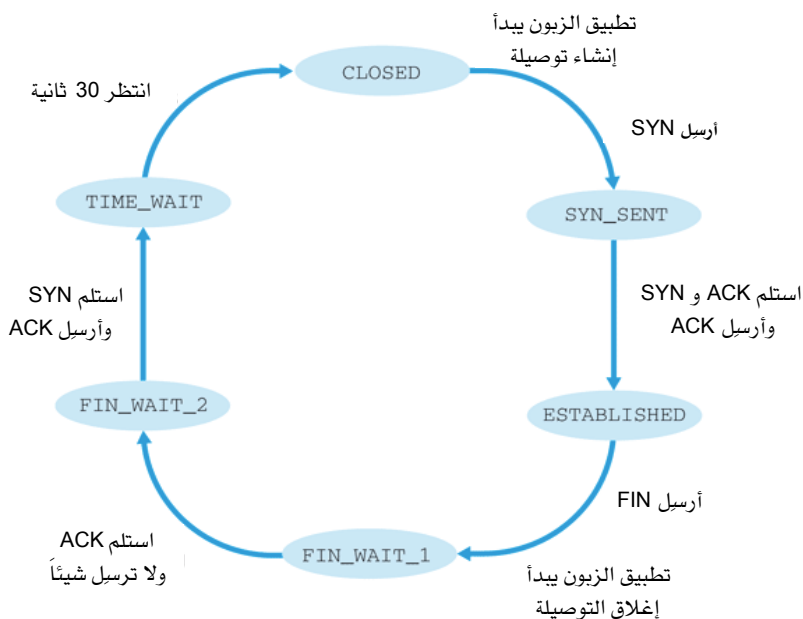 تطبيق الزبون يبدأ
إنشاء توصيلة
CLOSED
انتظر 30 ثانية
أرسِل SYN
TIME_WAIT
SYN_SENT
استلم ACK و SYN
وأرسِل ACK
استلم SYN
وأرسِل ACK
FIN_WAIT_2
ESTABLISHED
أرسِل FIN
استلم ACK
ولا ترسِل شيئاً
FIN_WAIT_1
تطبيق الزبون يبدأ
إغلاق التوصيلة